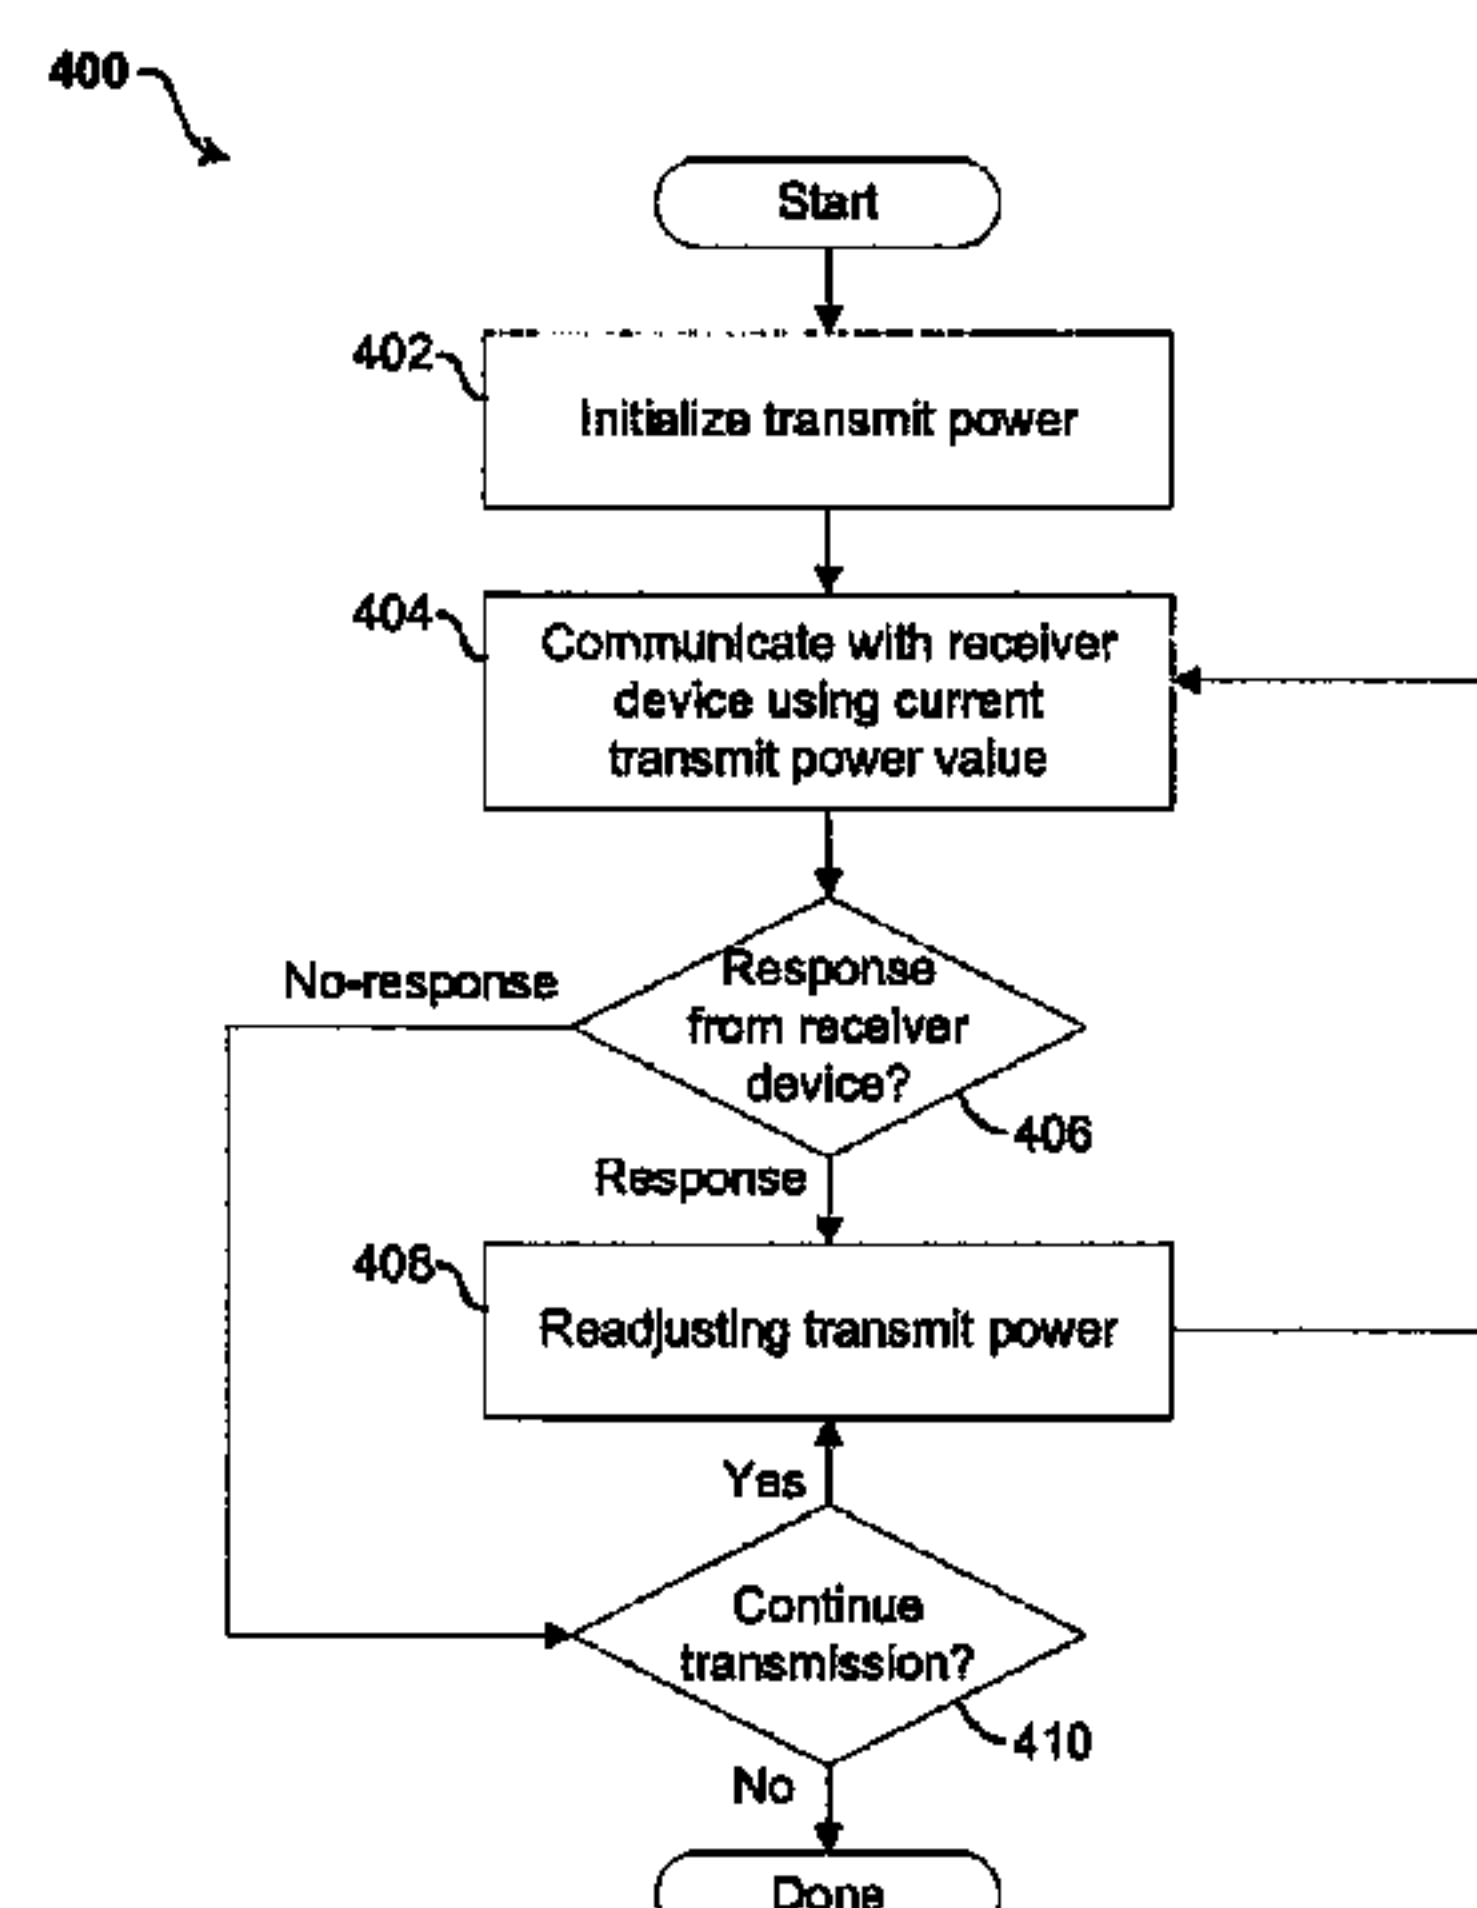 400
Start
402
Initialize transmit power
404
Communicate with receiver
device using current
transmit power value
No-response
Response
from receiver
device?
406
Response
408
Readjusting transmit power
Yes
Continue
transmission?
410
No
Done